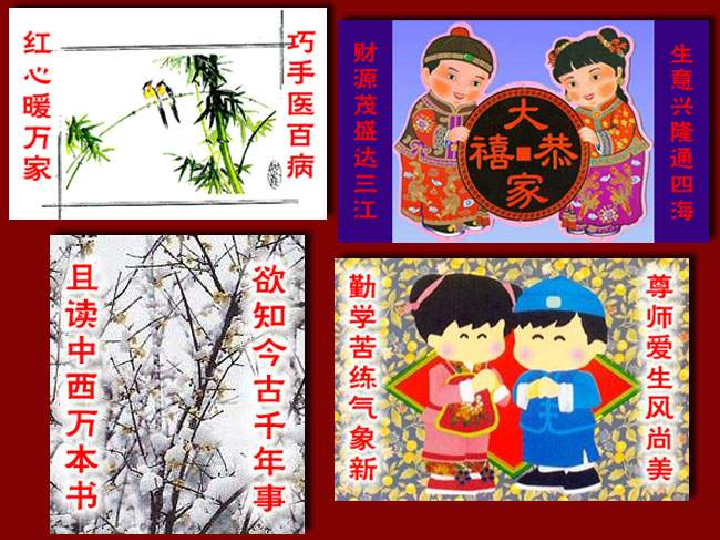 巧手医百病
红心暖万家
生意兴隆通四海
大家恭禧
财源茂盛达三江
欲知今古千年事
且读中西万本书
尊师爱生风尚美
勤学苦练气象新